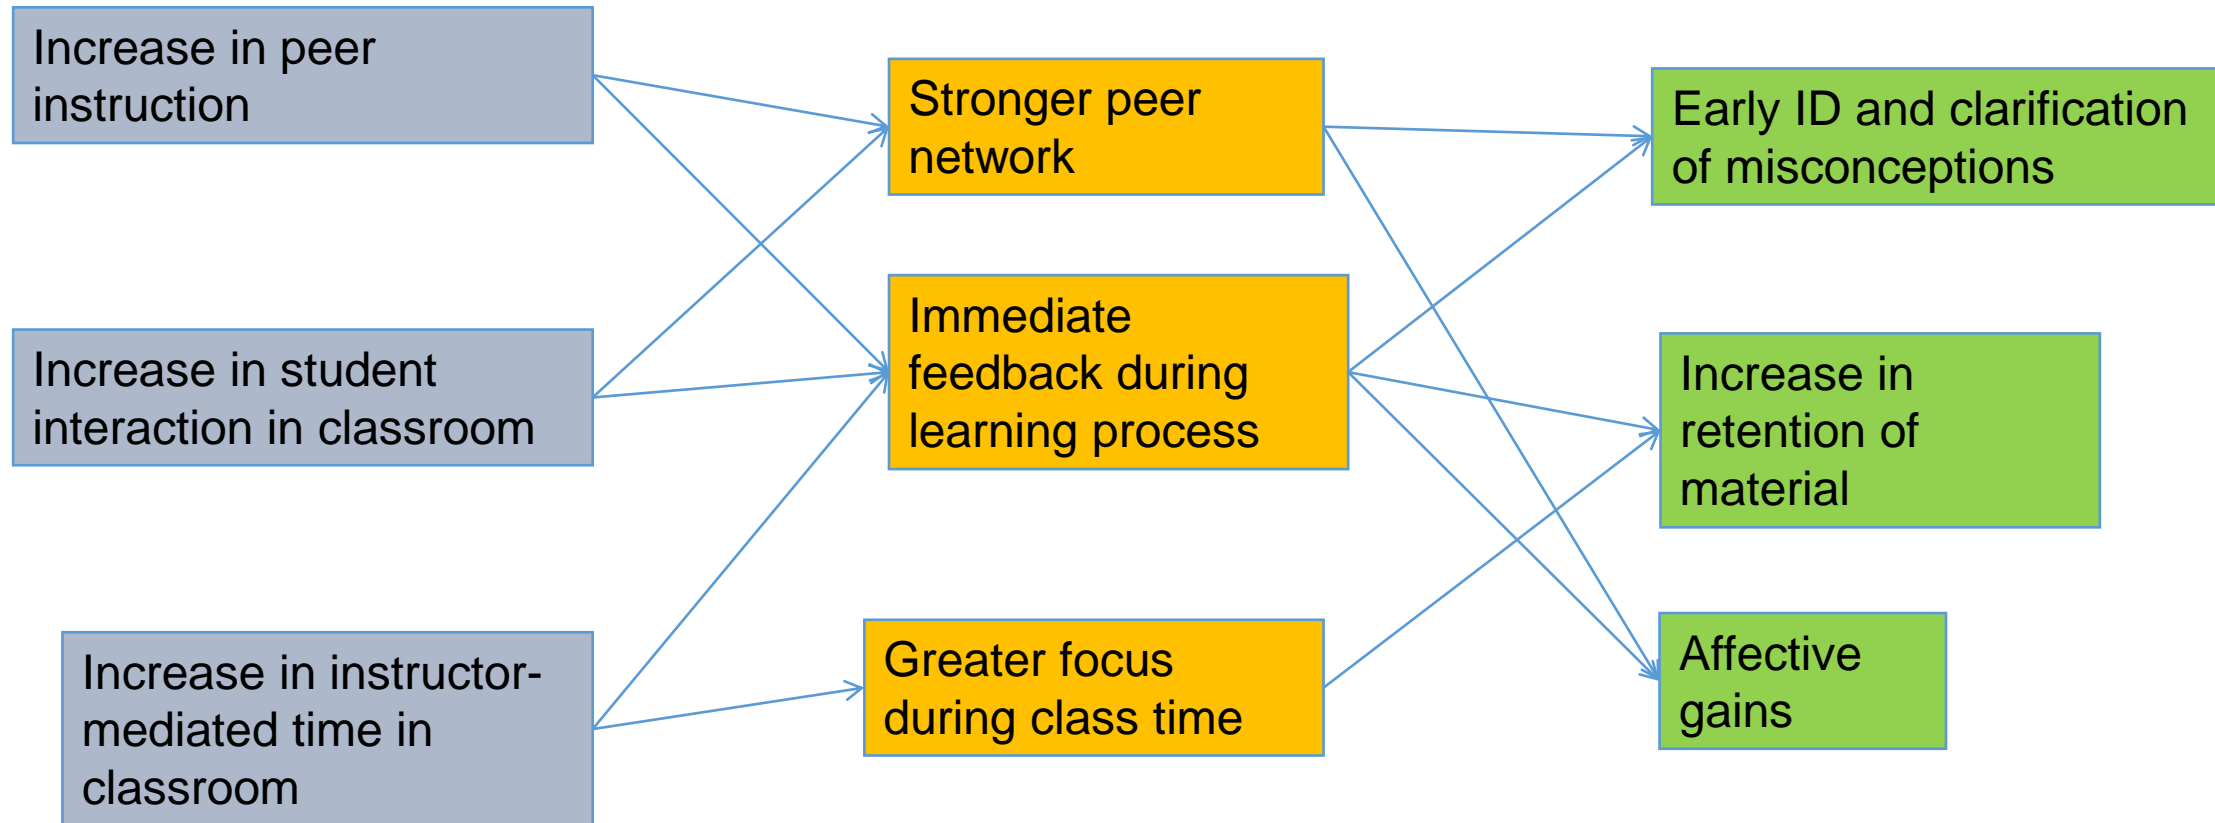 Increase in peer
instruction
Increase in student
interaction in classroom
Increase in instructor-
mediated time in
classroom
Stronger peer
network
Immediate
feedback during
learning process
Greater focus
during class time
Early ID and clarification
of misconceptions
Increase in
retention of
material
Affective
gains